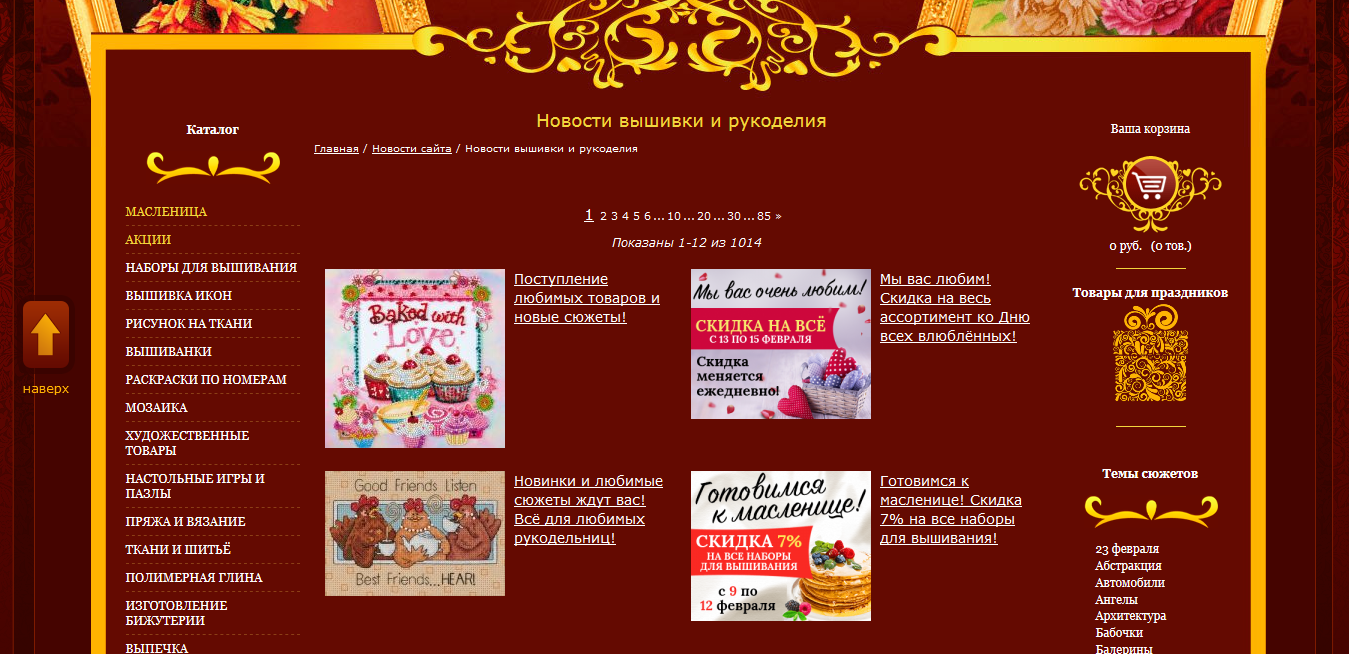 Каталог
МАСЛЕНИЦА
АКЦИИ
НАБОРЫ ДЛЯ ВЫШИВАНИЯ
ВЫШИВКА ИКОН
РИСУНОК НА ТКАНИ
ВЫШИВАНКИ
РАСКРАСКИ ПО НОМЕРАМ
МОЗАИКА
ХУДОЖЕСТВЕННЫЕ
ТОВАРЫ
НАСТОЛЬНЫЕ ИГРЫ И
ПАЗЛЫ
ПРЯЖА И ВЯЗАНИЕ
ТКАНИ И ШИТЬЁ
ПОЛИМЕРНАЯ ГЛИНА
ИЗГОТОВЛЕНИЕ
БИЖУТЕРИИ
ВЫПЕЧКА
наверх
Новости вышивки и рукоделия
Главная / Новости сайта / Новости вышивки и рукоделия
1 2 3 4 5 6 ... 10 ... 20 ... 30 ... 85 »
Показаны 1-12 из 1014
Baked with
Love
Поступление
любимых товаров и
новые сюжеты!
Мы вас очень любим!
СКИДКА НА ВСЁ
С 13 ПО 15 ФЕВРАЛЯ
Скидка
меняется
ежедневно!
Мы вас любим!
Скидка на весь
ассортимент ко Дню
всех влюблённых!
Good Friends Listen
Best Friends...HEAR!
Новинки и любимые
сюжеты ждут вас!
Всё для любимых
рукодельниц!
Готовимся
к масленице!
СКИДКА 7%
НА ВСЕ НАБОРЫ
ДЛЯ ВЫШИВАНИЯ
с 9 по
12 февраля
Готовимся к
масленице! Скидка
7% на все наборы
для вышивания!
Ваша корзина
0 руб. (0 тов.)
Товары для праздников
Темы сюжетов
23 февраля
Абстракция
Автомобили
Ангелы
Архитектура
Бабочки
Балерины